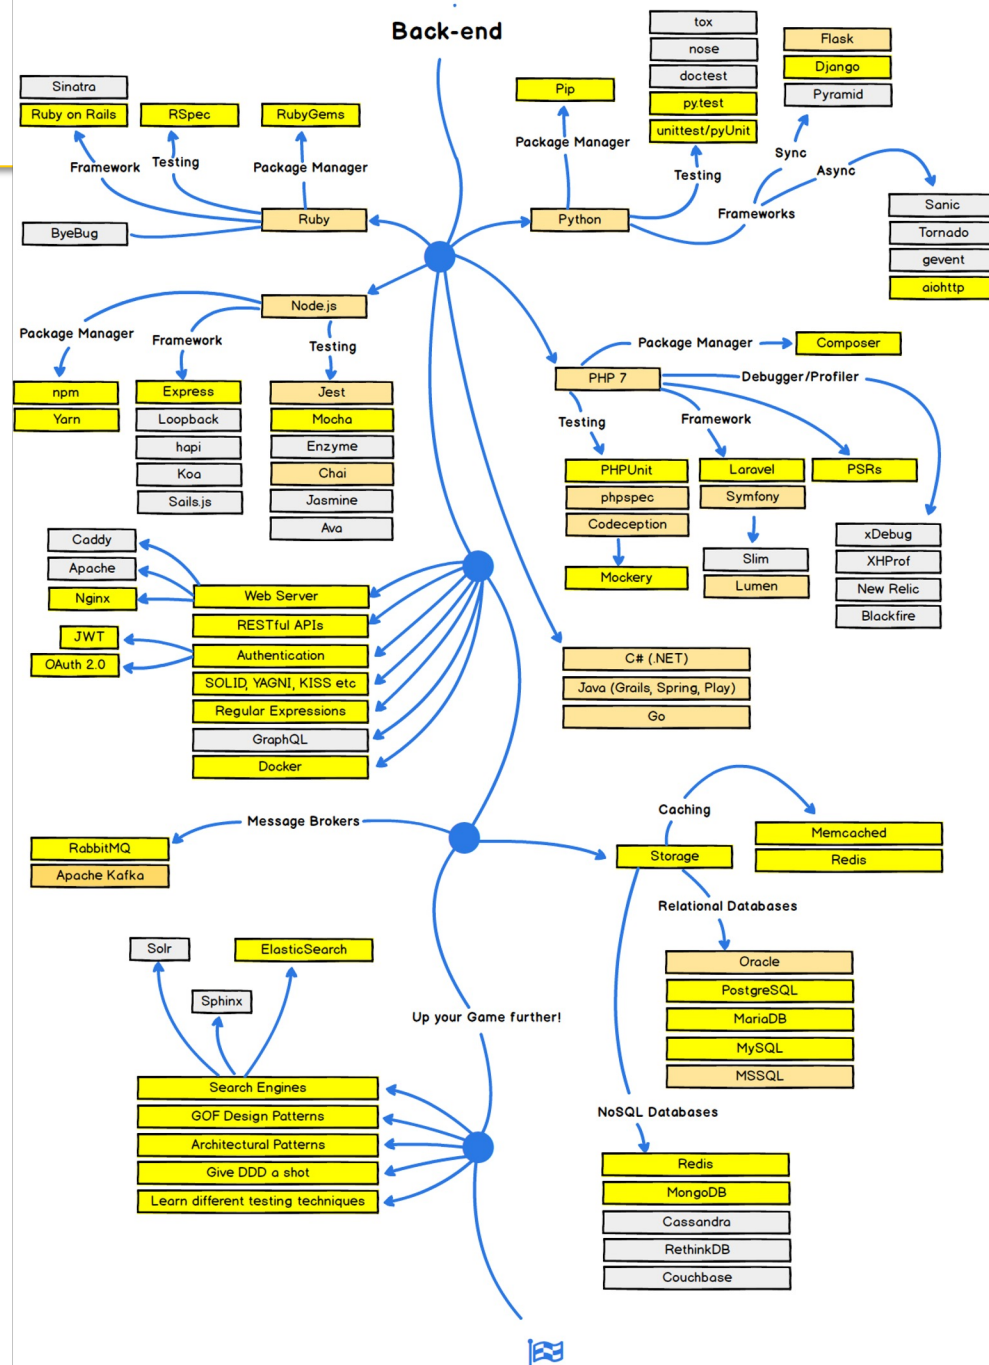 Back-end
tox
nose
doctest
py.test
unittest/pyUnit
Flask
Django
Pyramid
Pip
Package Manager
Testing
Sync
Async
Frameworks
Sanic
Tornado
gevent
aiohttp
Python
Sinatra
Ruby on Rails
RSpec
RubyGems
Framework
Testing
Package Manager
Ruby
ByeBug
Node.js
Package Manager
Framework
Testing
npm
Yarn
Express
Loopback
hapi
Koa
Sails.js
Jest
Mocha
Enzyme
Chai
Jasmine
Ava
PHP 7
Package Manager
Composer
Debugger/Profiler
Testing
Framework
PHPUnit
phpspec
Codeception
Mockery
Laravel
Symfony
Slim
Lumen
PSRs
xDebug
XHProf
New Relic
Blackfire
C# (.NET)
Java (Grails, Spring, Play)
Go
Caddy
Apache
Nginx
JWT
OAuth 2.0
Web Server
RESTful APIs
Authentication
SOLID, YAGNI, KISS etc
Regular Expressions
GraphQL
Docker
Message Brokers
RabbitMQ
Apache Kafka
Caching
Storage
Memcached
Redis
Relational Databases
Oracle
PostgreSQL
MariaDB
MySQL
MSSQL
NoSQL Databases
Redis
MongoDB
Cassandra
RethinkDB
Couchbase
Up your Game further!
Solr
Sphinx
ElasticSearch
Search Engines
GOF Design Patterns
Architectural Patterns
Give DDD a shot
Learn different testing techniques